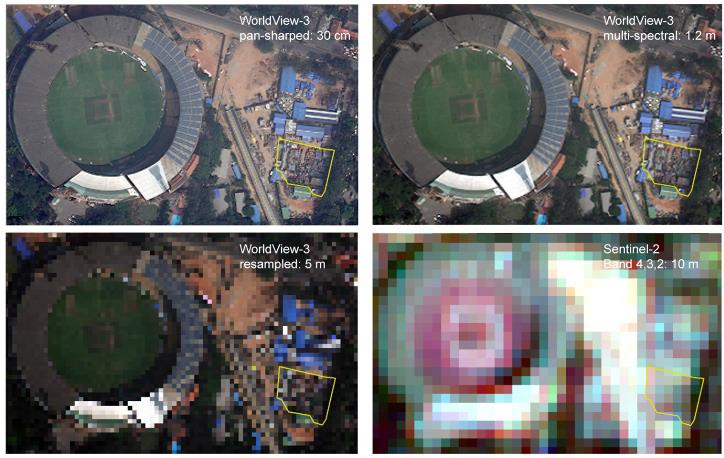 WorldView-3
pan-sharped: 30 cm
WorldView-3
multi-spectral: 1.2 m
WorldView-3
resampled: 5 m
Sentinel-2
Band 4,3,2: 10 m